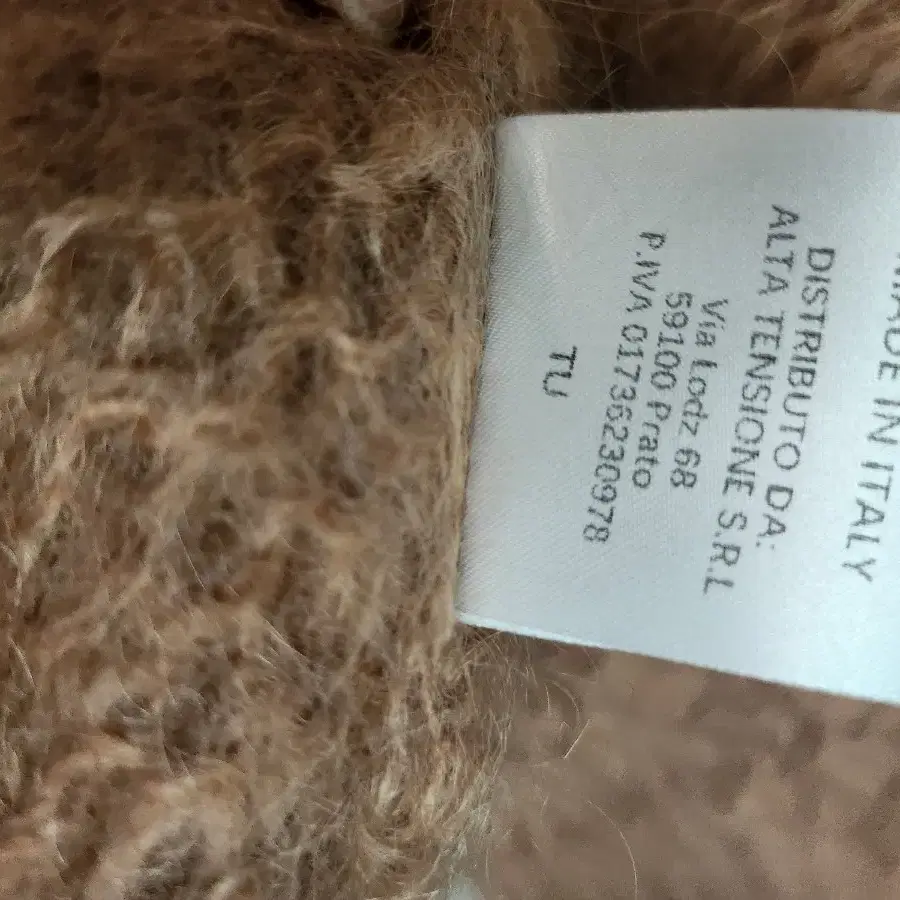 MADE IN ITALY
DISTRIBUTO DA:
ALTA TENSIONE S.R.L
Via Lodz 68
59100 Prato
P.IVA 01736230978
TU